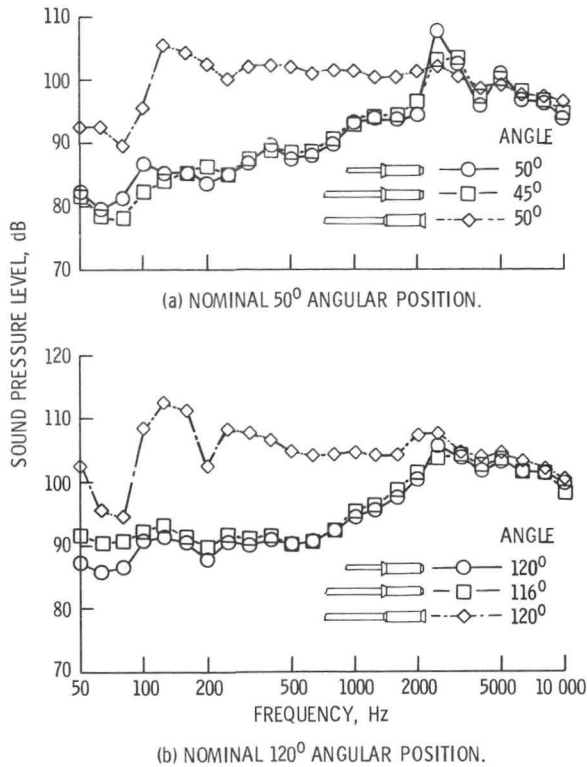 110
100
90
80
70
ANGLE
50⁰
45⁰
50⁰
(a) NOMINAL 50⁰ ANGULAR POSITION.
SOUND PRESSURE LEVEL, dB
120
110
100
90
80
70
ANGLE
120⁰
116⁰
120⁰
50 100 200 500 1000 2000 5000 10 000
FREQUENCY, Hz
(b) NOMINAL 120⁰ ANGULAR POSITION.